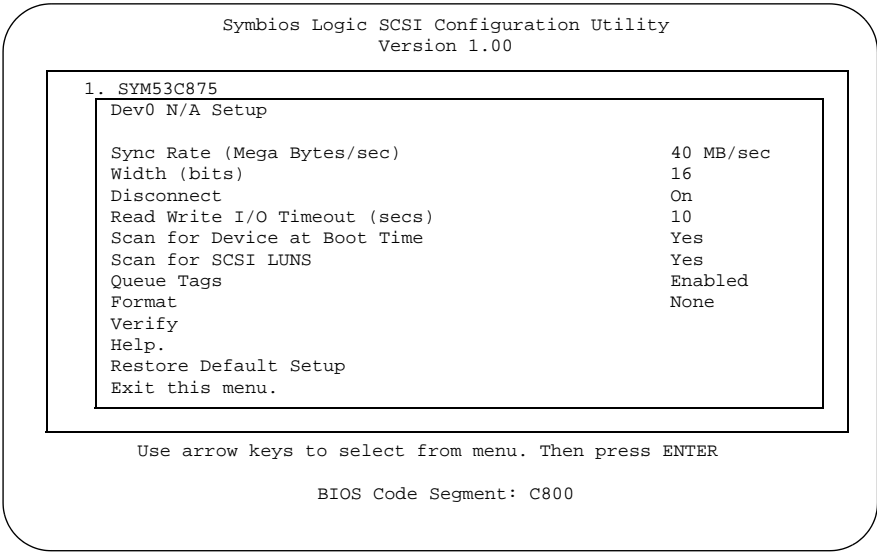 Symbios Logic SCSI Configuration Utility
Version 1.00
1. SYM53C875
Dev0 N/A Setup
Sync Rate (Mega Bytes/sec) 40 MB/sec
Width (bits) 16
Disconnect On
Read Write I/O Timeout (secs) 10
Scan for Device at Boot Time Yes
Scan for SCSI LUNS Yes
Queue Tags Enabled
Format None
Verify
Help.
Restore Default Setup
Exit this menu.
Use arrow keys to select from menu. Then press ENTER
BIOS Code Segment: C800